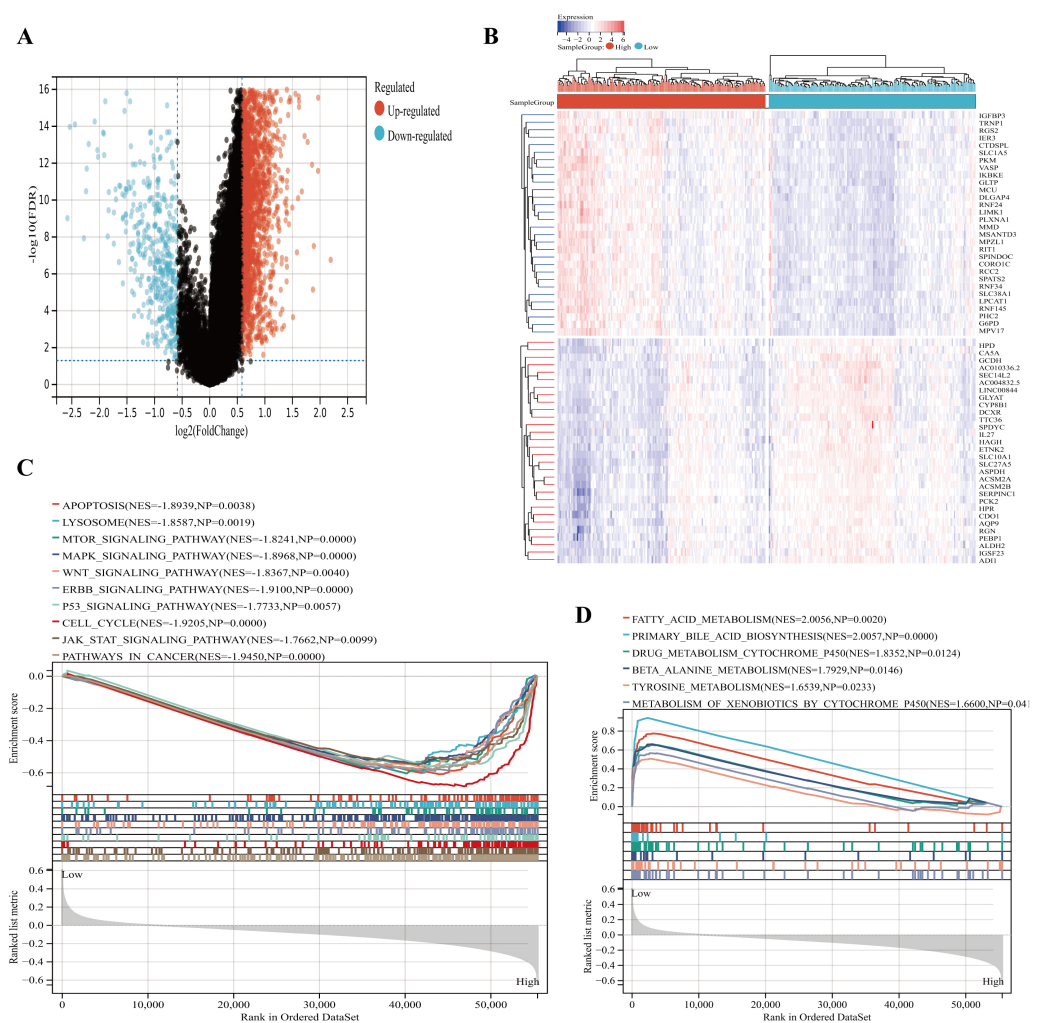 A
Regulated
Up-regulated
Down-regulated
-log10(FDR)
16
14
12
10
8
6
4
2
0
-2.5
-2.0
-1.5
-1.0
-0.5
0.0
0.5
1.0
1.5
2.0
2.5
log2(FoldChange)
B
Expression
-4 -2 0 2 4 6
SampleGroup: High Low
SampleGroup
IGFBP3
TRNP1
RGS2
IER3
CTDSPL
SLC1A5
PKM
VASP
IKBKE
GLTP
MCU
DLGAP4
RNF24
LIMK1
PLXNA1
MMD
MSANTD3
MPZL1
RIT1
SPINDOC
CORO1C
RCC2
SPATS2
RNF34
SLC38A1
LPCAT1
RNF145
PHC2
G6PD
MPV17
HPD
CA5A
GCDH
AC010336.2
SEC14L2
AC004832.5
LINC00844
GLYAT
CYP8B1
DCXR
TTC36
SPDYC
IL27
HAGH
ETNK2
SLC10A1
SLC27A5
ASPDH
ACSM2A
ACSM2B
SERPINC1
PCK2
HPR
CDO1
AQP9
RGN
PEBP1
ALDH2
IGSF23
ADI1
C
APOPTOSIS(NES=-1.8939,NP=0.0038)
LYSOSOME(NES=-1.8587,NP=0.0019)
MTOR_SIGNALING_PATHWAY(NES=-1.8241,NP=0.0000)
MAPK_SIGNALING_PATHWAY(NES=-1.8968,NP=0.0000)
WNT_SIGNALING_PATHWAY(NES=-1.8367,NP=0.0040)
ERBB_SIGNALING_PATHWAY(NES=-1.9100,NP=0.0000)
P53_SIGNALING_PATHWAY(NES=-1.7733,NP=0.0057)
CELL_CYCLE(NES=-1.9205,NP=0.0000)
JAK_STAT_SIGNALING_PATHWAY(NES=-1.7662,NP=0.0099)
PATHWAYS_IN_CANCER(NES=-1.9450,NP=0.0000)
Enrichment score
0.0
-0.2
-0.4
-0.6
Ranked list metric
0.6
0.4
0.2
0.0
-0.2
-0.4
-0.6
Low
High
0
10,000
20,000
30,000
40,000
50,000
Rank in Ordered DataSet
D
FATTY_ACID_METABOLISM(NES=2.0056,NP=0.0020)
PRIMARY_BILE_ACID_BIOSYNTHESIS(NES=2.0057,NP=0.0000)
DRUG_METABOLISM_CYTOCHROME_P450(NES=1.8352,NP=0.0124)
BETA_ALANINE_METABOLISM(NES=1.7929,NP=0.0146)
TYROSINE_METABOLISM(NES=1.6539,NP=0.0233)
METABOLISM_OF_XENOBIOTICS_BY_CYTOCHROME_P450(NES=1.6600,NP=0.041
Enrichment score
0.8
0.6
0.4
0.2
0.0
Ranked list metric
0.6
0.4
0.2
0.0
-0.2
-0.4
-0.6
Low
High
0
10,000
20,000
30,000
40,000
50,000
Rank in Ordered DataSet